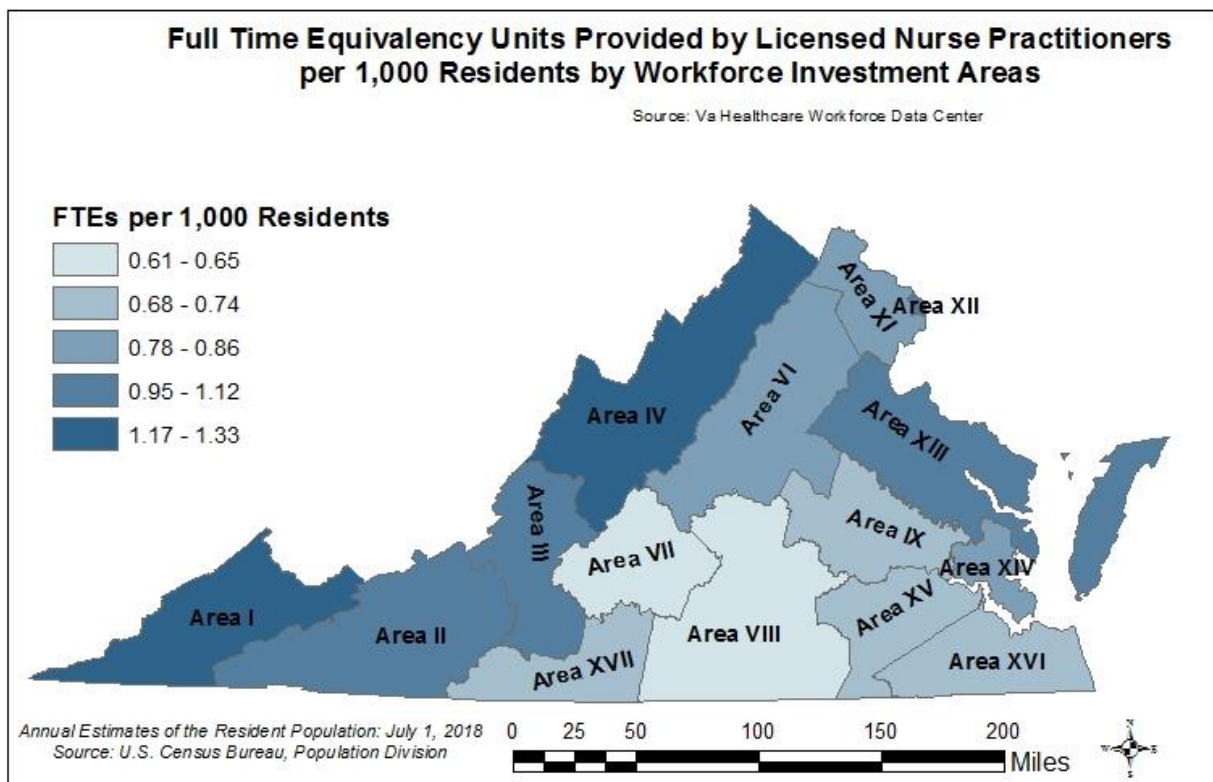 Full Time Equivalency Units Provided by Licensed Nurse Practitioners
per 1,000 Residents by Workforce Investment Areas
Source: Va Healthcare Workforce Data Center
FTEs per 1,000 Residents
0.61 - 0.65
0.68 - 0.74
0.78 - 0.86
0.95 - 1.12
1.17 - 1.33
Area XI
Area XII
Area VI
Area IV
Area XIII
Area III
Area IX
Area VII
Area XIV
Area XV
Area I
Area II
Area VIII
Area XVII
Area XVI
Annual Estimates of the Resident Population: July 1, 2018
Source: U.S. Census Bureau, Population Division
0 25 50 100 150 200
Miles
N
W E
S